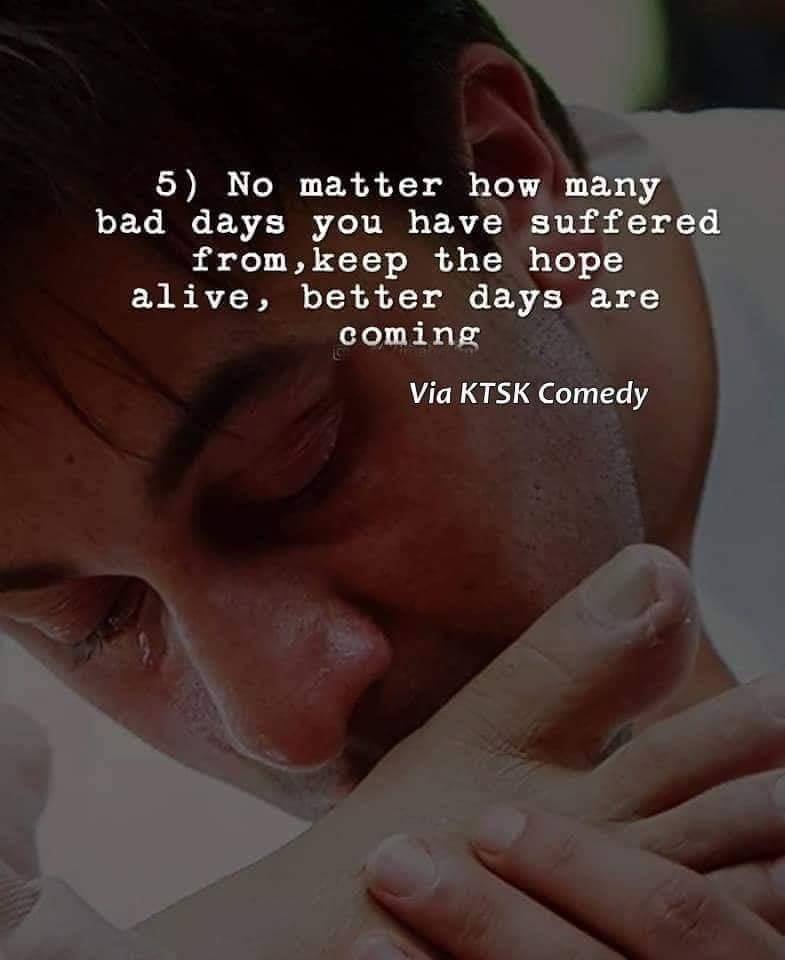 5) No matter how many
bad days you have suffered
from,keep the hope
alive, better days are
coming
Via KTSK Comedy